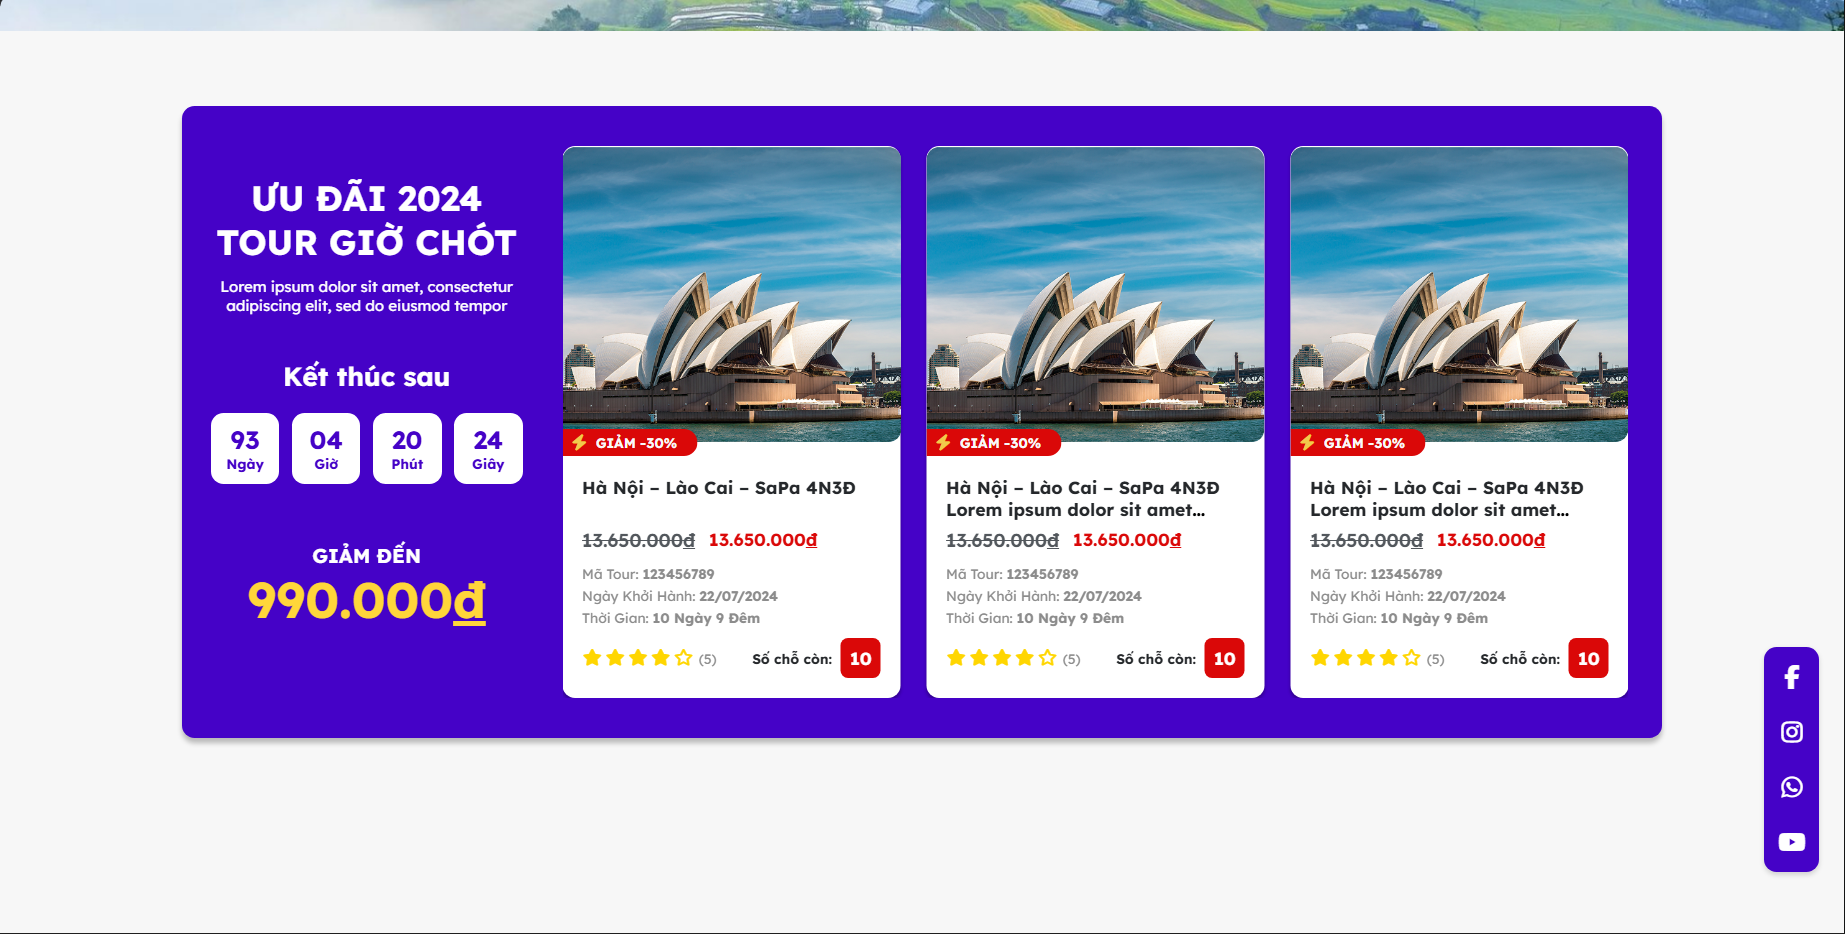 ƯU ĐÃI 2024
TOUR GIỜ CHÓT
Lorem ipsum dolor sit amet, consectetur
adipiscing elit, sed do eiusmod tempor
Kết thúc sau
93 04 20 24
Ngày Giờ Phút Giây
GIẢM ĐẾN
990.000đ
GIẢM -30%
Hà Nội – Lào Cai – SaPa 4N3Đ
13.650.000đ 13.650.000đ
Mã Tour: 123456789
Ngày Khởi Hành: 22/07/2024
Thời Gian: 10 Ngày 9 Đêm
(5) Số chỗ còn: 10
GIẢM -30%
Hà Nội – Lào Cai – SaPa 4N3Đ
Lorem ipsum dolor sit amet...
13.650.000đ 13.650.000đ
Mã Tour: 123456789
Ngày Khởi Hành: 22/07/2024
Thời Gian: 10 Ngày 9 Đêm
(5) Số chỗ còn: 10
GIẢM -30%
Hà Nội – Lào Cai – SaPa 4N3Đ
Lorem ipsum dolor sit amet...
13.650.000đ 13.650.000đ
Mã Tour: 123456789
Ngày Khởi Hành: 22/07/2024
Thời Gian: 10 Ngày 9 Đêm
(5) Số chỗ còn: 10